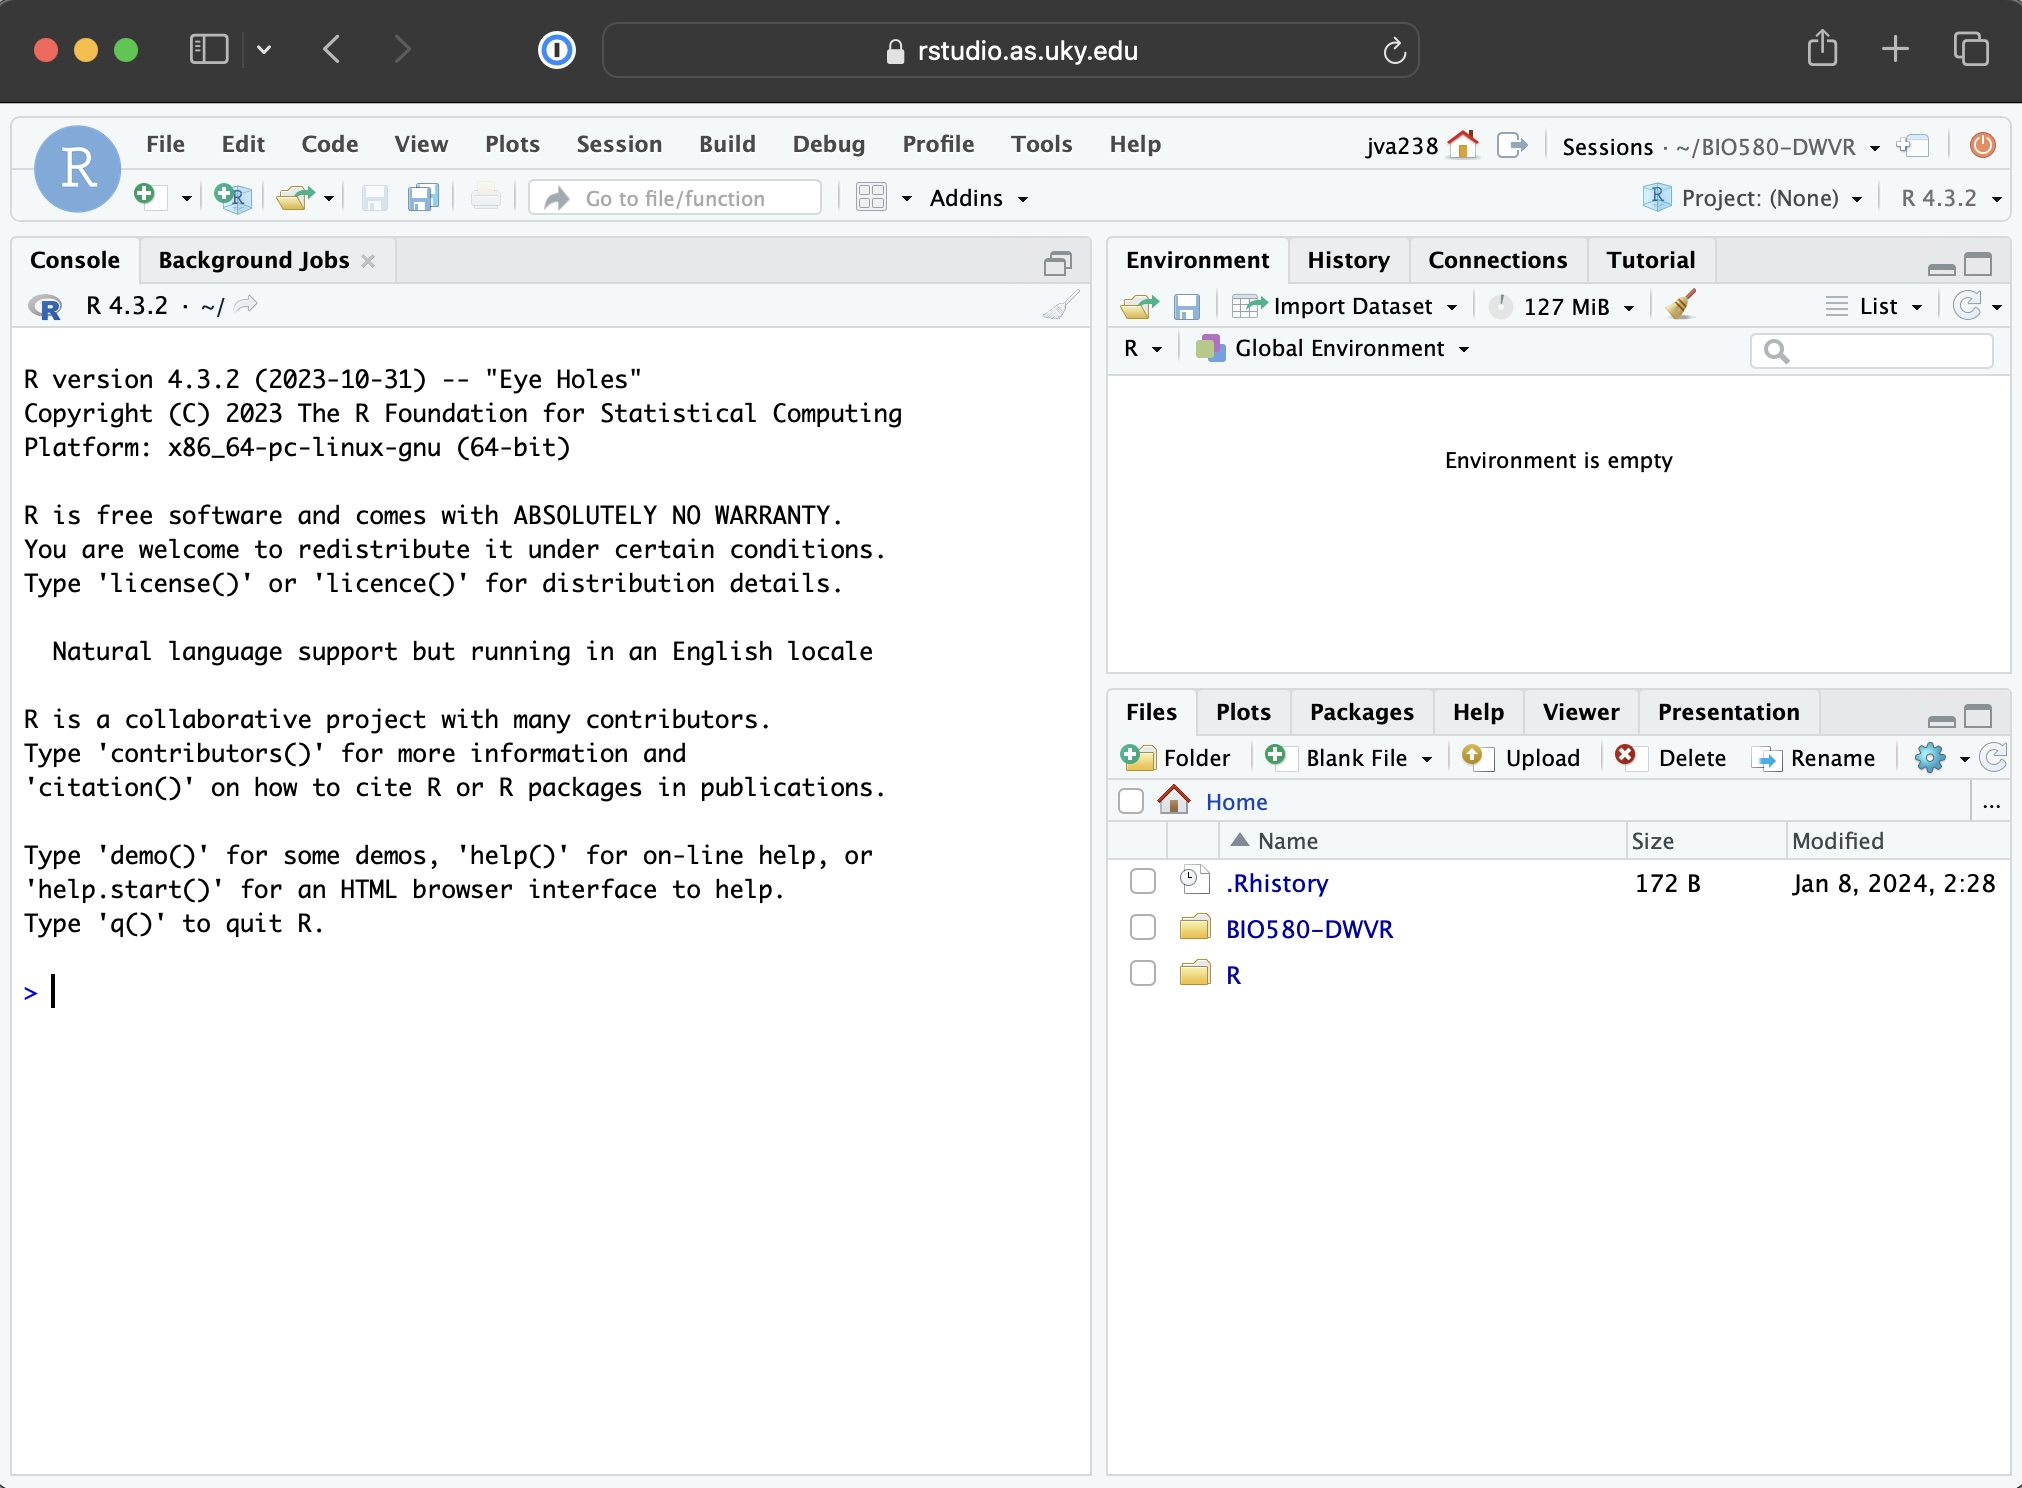 rstudio.as.uky.edu
R
File Edit Code View Plots Session Build Debug Profile Tools Help
jva238 Sessions · ~/BIO580-DWVR
Go to file/function Addins
Project: (None) R 4.3.2
Console Background Jobs
R 4.3.2 · ~/
R version 4.3.2 (2023-10-31) -- "Eye Holes"
Copyright (C) 2023 The R Foundation for Statistical Computing
Platform: x86_64-pc-linux-gnu (64-bit)
R is free software and comes with ABSOLUTELY NO WARRANTY.
You are welcome to redistribute it under certain conditions.
Type 'license()' or 'licence()' for distribution details.
Natural language support but running in an English locale
R is a collaborative project with many contributors.
Type 'contributors()' for more information and
'citation()' on how to cite R or R packages in publications.
Type 'demo()' for some demos, 'help()' for on-line help, or
'help.start()' for an HTML browser interface to help.
Type 'q()' to quit R.
>
Environment History Connections Tutorial
Import Dataset 127 MiB List
R Global Environment
Environment is empty
Files Plots Packages Help Viewer Presentation
Folder Blank File Upload Delete Rename
Home ...
Name Size Modified
.Rhistory 172 B Jan 8, 2024, 2:28
BIO580-DWVR
R